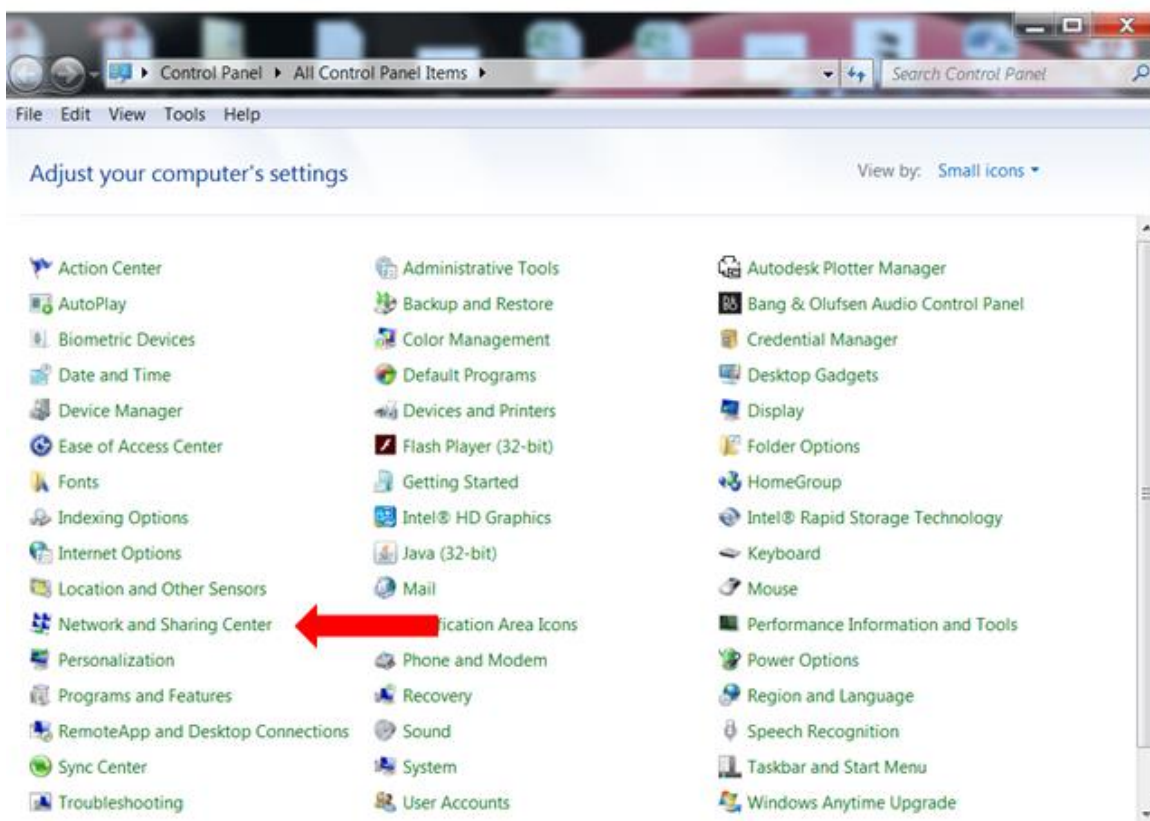 Control Panel All Control Panel Items Search Control Panel
File Edit View Tools Help
Adjust your computer's settings View by: Small icons
Action Center Administrative Tools Autodesk Plotter Manager
AutoPlay Backup and Restore Bang & Olufsen Audio Control Panel
Biometric Devices Color Management Credential Manager
Date and Time Default Programs Desktop Gadgets
Device Manager Devices and Printers Display
Ease of Access Center Flash Player (32-bit) Folder Options
Fonts Getting Started HomeGroup
Indexing Options Intel® HD Graphics Intel® Rapid Storage Technology
Internet Options Java (32-bit) Keyboard
Location and Other Sensors Mail Mouse
Network and Sharing Center Area Icons Performance Information and Tools
Personalization Phone and Modem Power Options
Programs and Features Recovery Region and Language
RemoteApp and Desktop Connections Sound Speech Recognition
Sync Center System Taskbar and Start Menu
Troubleshooting User Accounts Windows Anytime Upgrade